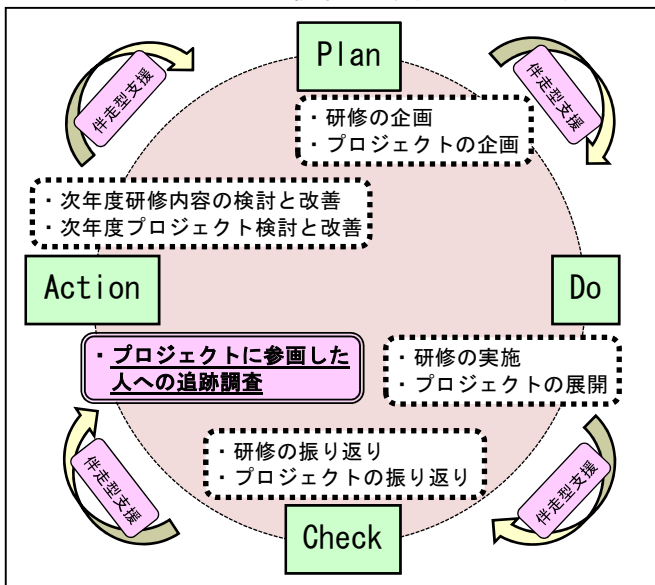 Plan
伴走型支援
伴走型支援
・研修の企画
・プロジェクトの企画
・次年度研修内容の検討と改善
・次年度プロジェクト検討と改善
Action
Do
・プロジェクトに参画した
人への追跡調査
・研修の実施
・プロジェクトの展開
・研修の振り返り
・プロジェクトの振り返り
伴走型支援
伴走型支援
Check